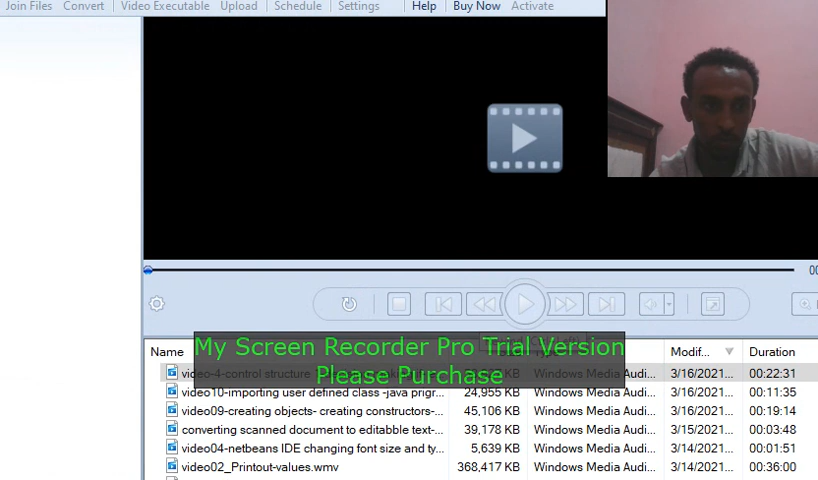 Join Files Convert Video Executable Upload Schedule Settings Help Buy Now Activate
00
Name Modif... Duration
My Screen Recorder Pro Trial Version
Please Purchase
video-4-control structure 3/16/2021... 00:22:31
video10-importing user defined class -java prigr... 24,955 KB Windows Media Audi... 3/16/2021... 00:11:35
video09-creating objects- creating constructors-... 45,106 KB Windows Media Audi... 3/16/2021... 00:19:14
converting scanned document to editabble text-... 39,178 KB Windows Media Audi... 3/15/2021... 00:03:48
video04-netbeans IDE changing font size and ty... 5,639 KB Windows Media Audi... 3/14/2021... 00:01:51
video02_Printout-values.wmv 368,417 KB Windows Media Audi... 3/14/2021... 00:36:00